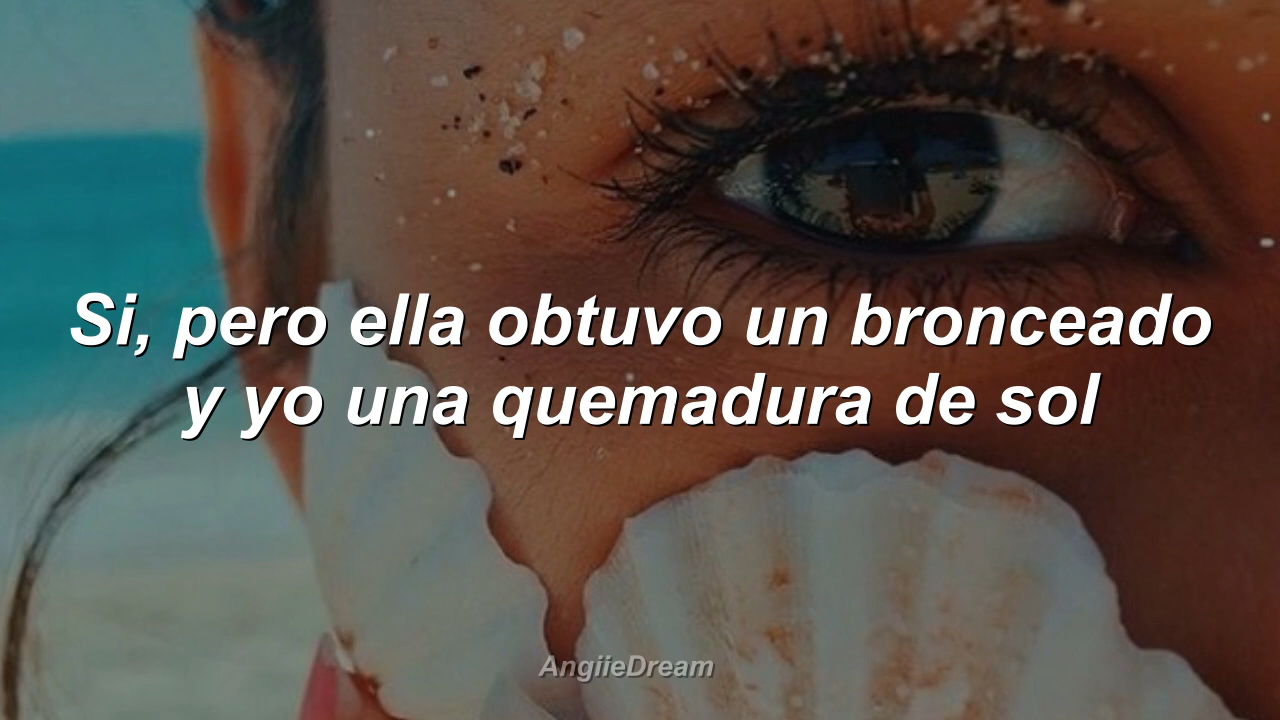 Si, pero ella obtuvo un bronceado
y yo una quemadura de sol
AngiieDream